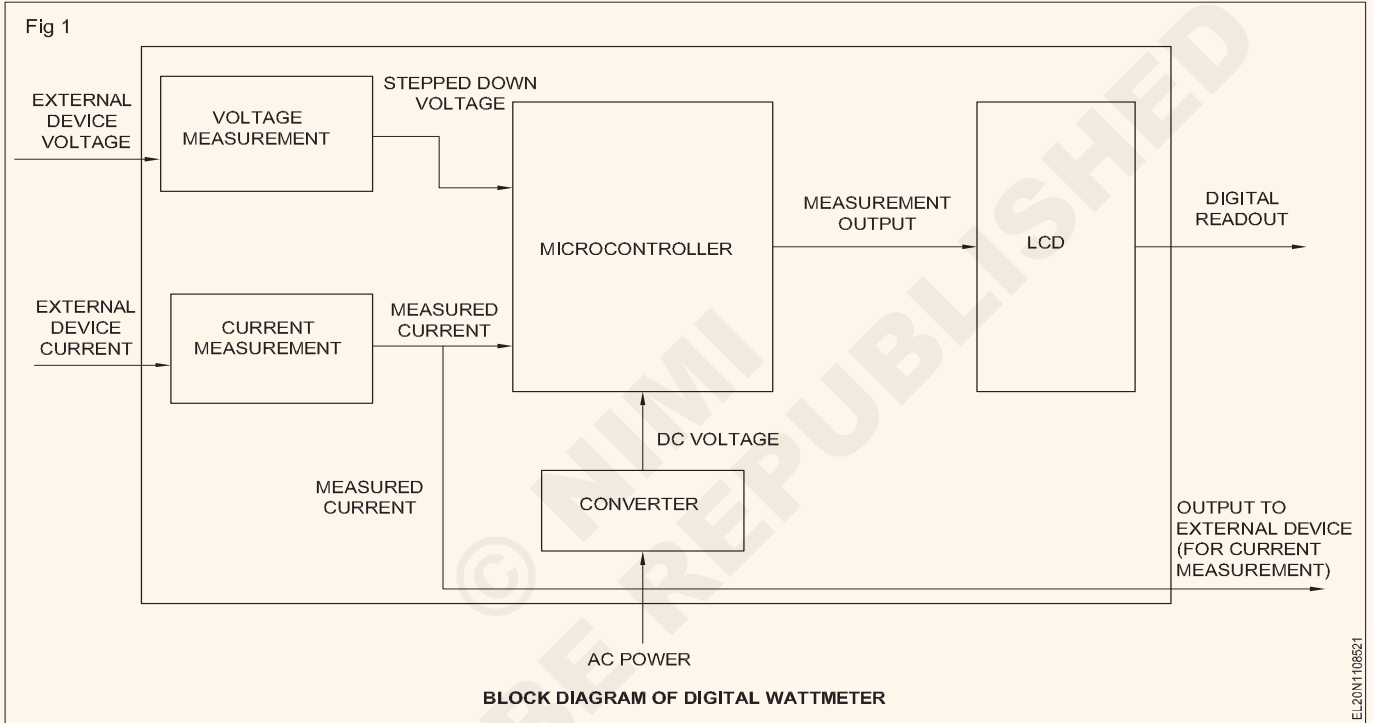 Fig 1
EXTERNAL
DEVICE
VOLTAGE
VOLTAGE
MEASUREMENT
STEPPED DOWN
VOLTAGE
MICROCONTROLLER
MEASUREMENT
OUTPUT
LCD
DIGITAL
READOUT
EXTERNAL
DEVICE
CURRENT
CURRENT
MEASUREMENT
MEASURED
CURRENT
DC VOLTAGE
MEASURED
CURRENT
CONVERTER
OUTPUT TO
EXTERNAL DEVICE
(FOR CURRENT
MEASUREMENT)
AC POWER
BLOCK DIAGRAM OF DIGITAL WATTMETER
EL20N1108521
© NIMI
BE REPUBLISHED